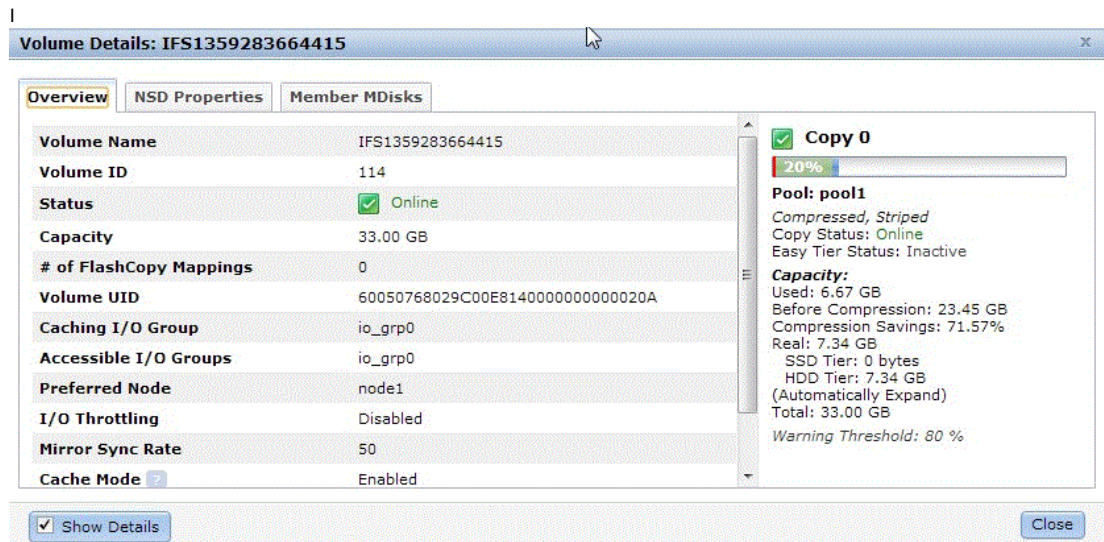 I
Volume Details: IFS1359283664415 x
Overview NSD Properties Member MDisks
Volume Name IFS1359283664415
Volume ID 114
Status Online
Capacity 33.00 GB
# of FlashCopy Mappings 0
Volume UID 60050768029C00E8140000000000020A
Caching I/O Group io_grp0
Accessible I/O Groups io_grp0
Preferred Node node1
I/O Throttling Disabled
Mirror Sync Rate 50
Cache Mode ? Enabled
Copy 0
20%
Pool: pool1
Compressed, Striped
Copy Status: Online
Easy Tier Status: Inactive
Capacity:
Used: 6.67 GB
Before Compression: 23.45 GB
Compression Savings: 71.57%
Real: 7.34 GB
SSD Tier: 0 bytes
HDD Tier: 7.34 GB
(Automatically Expand)
Total: 33.00 GB
Warning Threshold: 80 %
Show Details
Close